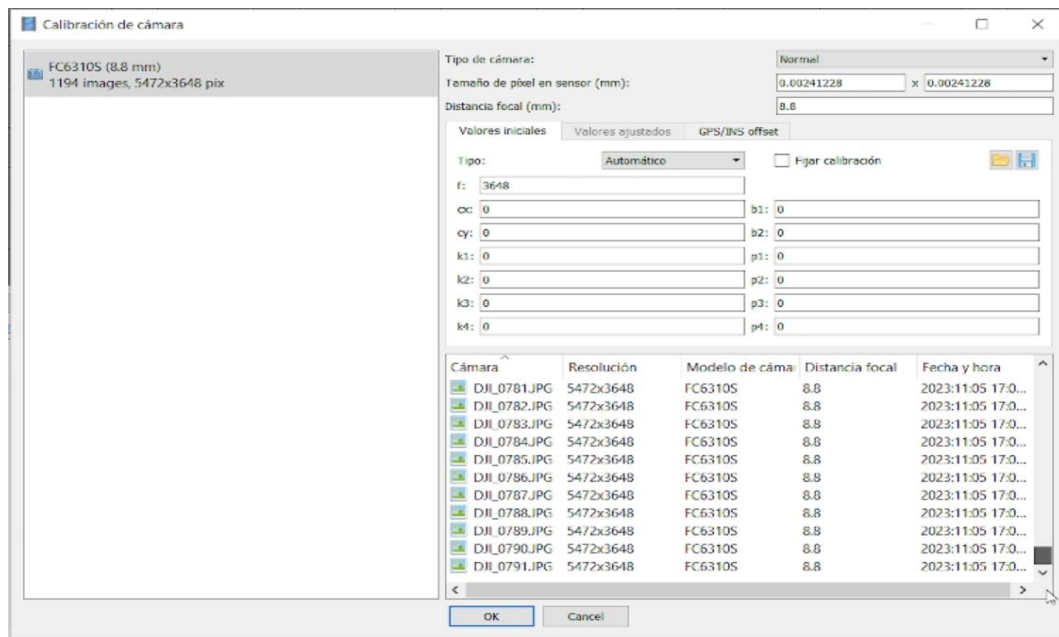 Calibración de cámara
FC6310S (8.8 mm)
1194 images, 5472x3648 pix
Tipo de cámara: Normal
Tamaño de píxel en sensor (mm): 0.00241228 x 0.00241228
Distancia focal (mm): 8.8
Valores iniciales Valores ajustados GPS/INS offset
Tipo: Automático Fijar calibración
f: 3648
cx: 0 b1: 0
cy: 0 b2: 0
k1: 0 p1: 0
k2: 0 p2: 0
k3: 0 p3: 0
k4: 0 p4: 0
Cámara Resolución Modelo de cáma Distancia focal Fecha y hora
DJI_0781.JPG 5472x3648 FC6310S 8.8 2023:11:05 17:0...
DJI_0782.JPG 5472x3648 FC6310S 8.8 2023:11:05 17:0...
DJI_0783.JPG 5472x3648 FC6310S 8.8 2023:11:05 17:0...
DJI_0784.JPG 5472x3648 FC6310S 8.8 2023:11:05 17:0...
DJI_0785.JPG 5472x3648 FC6310S 8.8 2023:11:05 17:0...
DJI_0786.JPG 5472x3648 FC6310S 8.8 2023:11:05 17:0...
DJI_0787.JPG 5472x3648 FC6310S 8.8 2023:11:05 17:0...
DJI_0788.JPG 5472x3648 FC6310S 8.8 2023:11:05 17:0...
DJI_0789.JPG 5472x3648 FC6310S 8.8 2023:11:05 17:0...
DJI_0790.JPG 5472x3648 FC6310S 8.8 2023:11:05 17:0...
DJI_0791.JPG 5472x3648 FC6310S 8.8 2023:11:05 17:0...
OK Cancel